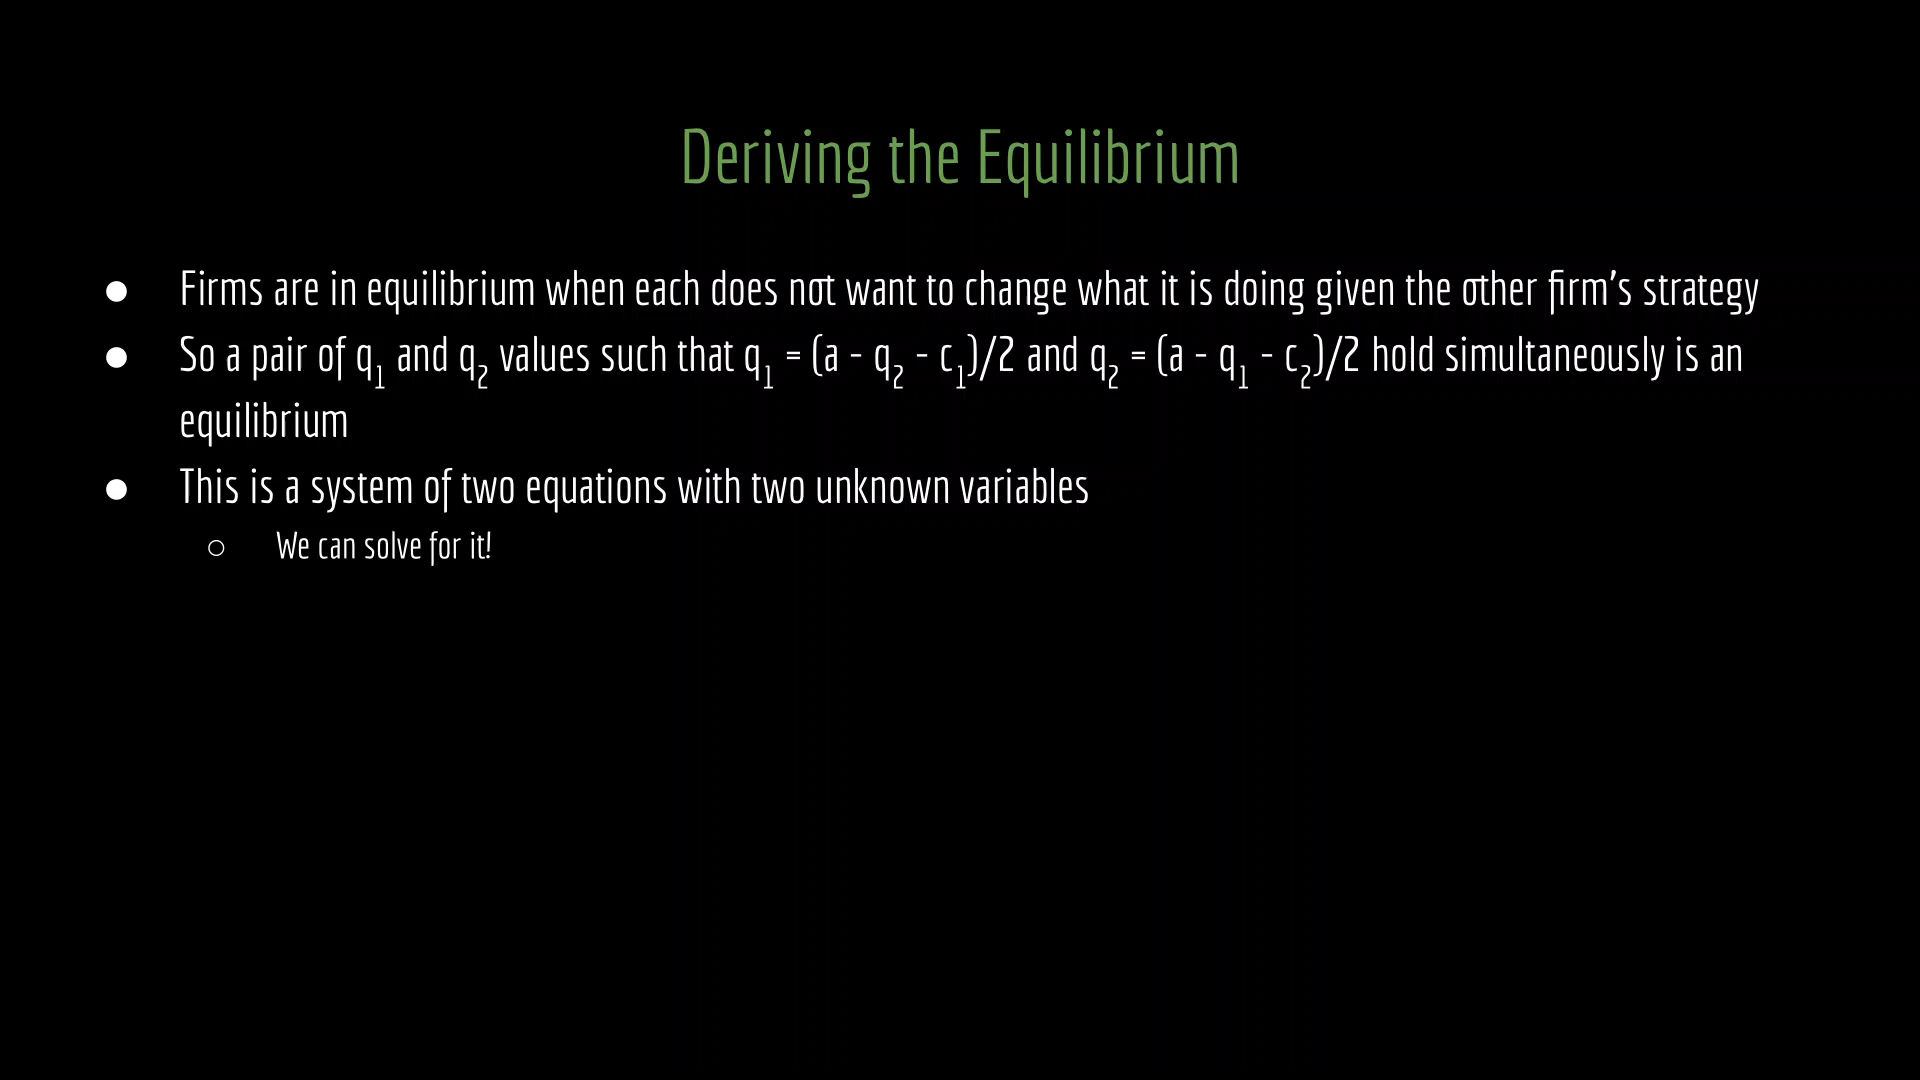 Deriving the Equilibrium
● Firms are in equilibrium when each does not want to change what it is doing given the other firm's strategy
● So a pair of q₁ and q₂ values such that q₁ = (a - q₂ - c₁)/2 and q₂ = (a - q₁ - c₂)/2 hold simultaneously is an
equilibrium
● This is a system of two equations with two unknown variables
○ We can solve for it!